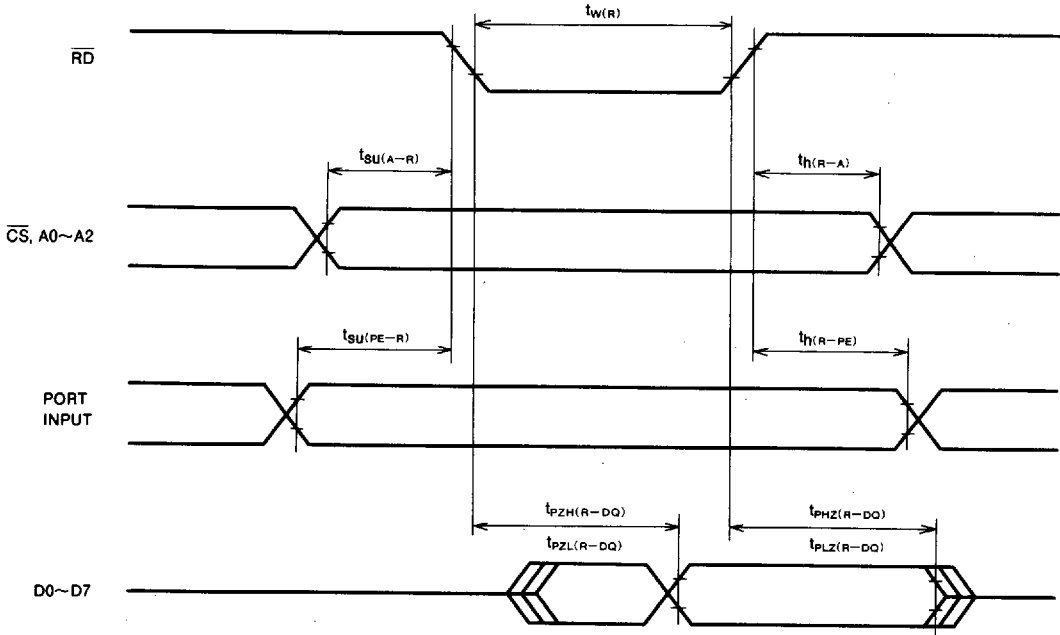 tW(R)
RD
tSU(A−R)
th(R−A)
CS, A0~A2
tSU(PE−R)
th(R−PE)
PORT
INPUT
tPZH(R−DQ)
tPHZ(R−DQ)
tPZL(R−DQ)
tPLZ(R−DQ)
D0~D7